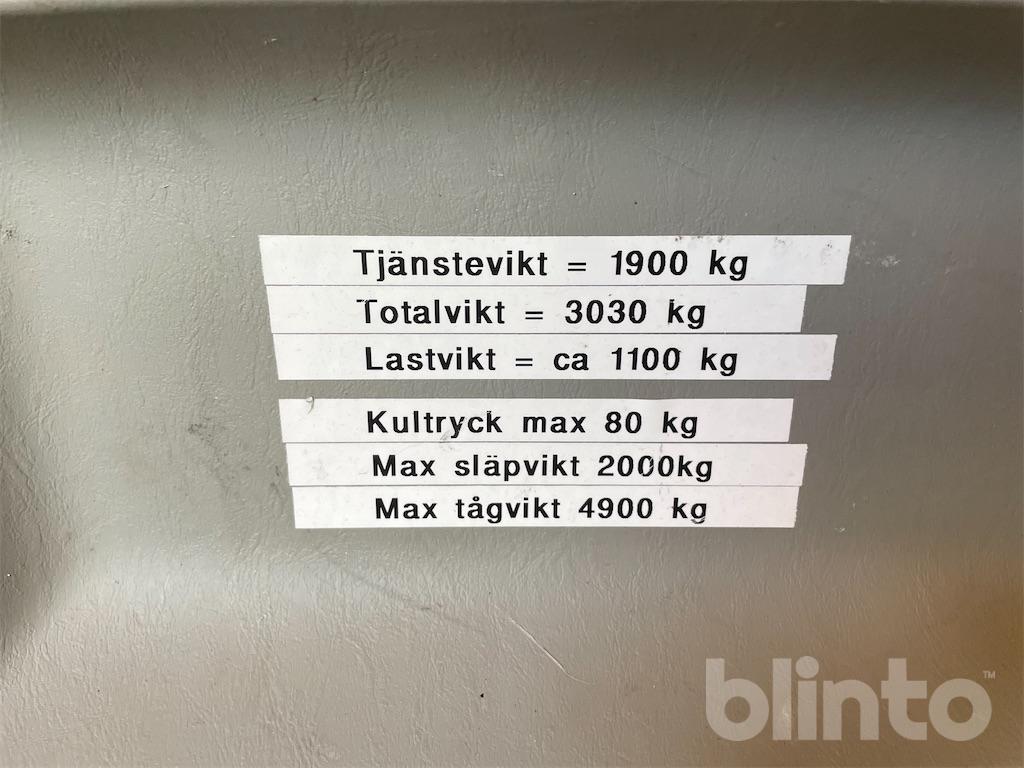 Tjänstevikt = 1900 kg
Totalvikt = 3030 kg
Lastvikt = ca 1100 kg
Kultryck max 80 kg
Max släpvikt 2000kg
Max tågvikt 4900 kg
blinto™